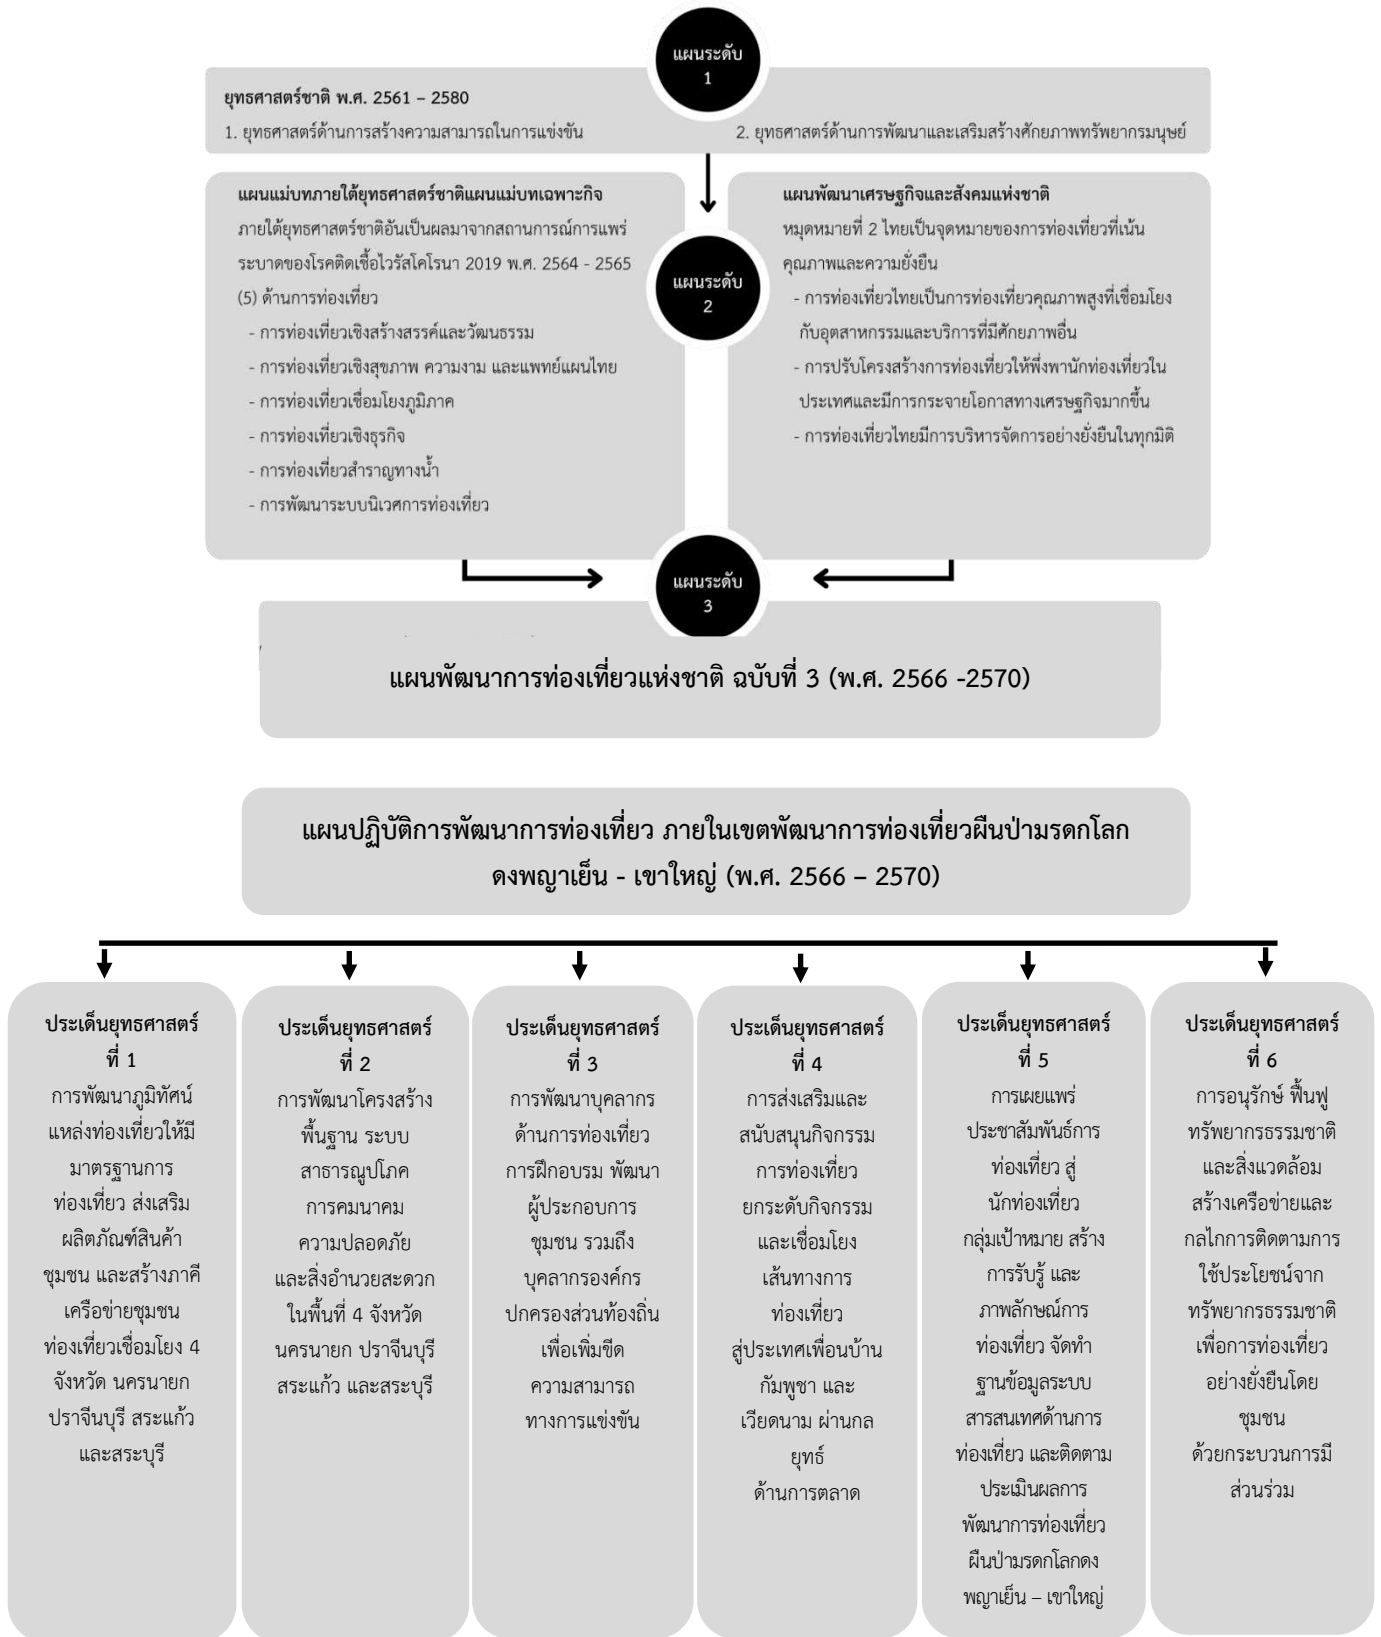 แผนระดับ
1
ยุทธศาสตร์ชาติ พ.ศ. 2561 – 2580
1. ยุทธศาสตร์ด้านการสร้างความสามารถในการแข่งขัน
2. ยุทธศาสตร์ด้านการพัฒนาและเสริมสร้างศักยภาพทรัพยากรมนุษย์
แผนแม่บทภายใต้ยุทธศาสตร์ชาติแผนแม่บทเฉพาะกิจ
ภายใต้ยุทธศาสตร์ชาติอันเป็นผลมาจากสถานการณ์การแพร่
ระบาดของโรคติดเชื้อไวรัสโคโรนา 2019 พ.ศ. 2564 - 2565
(5) ด้านการท่องเที่ยว
- การท่องเที่ยวเชิงสร้างสรรค์และวัฒนธรรม
- การท่องเที่ยวเชิงสุขภาพ ความงาม และแพทย์แผนไทย
- การท่องเที่ยวเชื่อมโยงภูมิภาค
- การท่องเที่ยวเชิงธุรกิจ
- การท่องเที่ยวสำราญทางน้ำ
- การพัฒนาระบบนิเวศการท่องเที่ยว
แผนระดับ
2
แผนพัฒนาเศรษฐกิจและสังคมแห่งชาติ
หมุดหมายที่ 2 ไทยเป็นจุดหมายของการท่องเที่ยวที่เน้น
คุณภาพและความยั่งยืน
- การท่องเที่ยวไทยเป็นการท่องเที่ยวคุณภาพสูงที่เชื่อมโยง
กับอุตสาหกรรมและบริการที่มีศักยภาพอื่น
- การปรับโครงสร้างการท่องเที่ยวให้พึ่งพานักท่องเที่ยวใน
ประเทศและมีการกระจายโอกาสทางเศรษฐกิจมากขึ้น
- การท่องเที่ยวไทยมีการบริหารจัดการอย่างยั่งยืนในทุกมิติ
แผนระดับ
3
แผนพัฒนาการท่องเที่ยวแห่งชาติ ฉบับที่ 3 (พ.ศ. 2566 -2570)
แผนปฏิบัติการพัฒนาการท่องเที่ยว ภายในเขตพัฒนาการท่องเที่ยวผืนป่ามรดกโลก
ดงพญาเย็น - เขาใหญ่ (พ.ศ. 2566 – 2570)
ประเด็นยุทธศาสตร์
ที่ 1
การพัฒนาภูมิทัศน์
แหล่งท่องเที่ยวให้มี
มาตรฐานการ
ท่องเที่ยว ส่งเสริม
ผลิตภัณฑ์สินค้า
ชุมชน และสร้างภาคี
เครือข่ายชุมชน
ท่องเที่ยวเชื่อมโยง 4
จังหวัด นครนายก
ปราจีนบุรี สระแก้ว
และสระบุรี
ประเด็นยุทธศาสตร์
ที่ 2
การพัฒนาโครงสร้าง
พื้นฐาน ระบบ
สาธารณูปโภค
การคมนาคม
ความปลอดภัย
และสิ่งอำนวยสะดวก
ในพื้นที่ 4 จังหวัด
นครนายก ปราจีนบุรี
สระแก้ว และสระบุรี
ประเด็นยุทธศาสตร์
ที่ 3
การพัฒนาบุคลากร
ด้านการท่องเที่ยว
การฝึกอบรม พัฒนา
ผู้ประกอบการ
ชุมชน รวมถึง
บุคลากรองค์กร
ปกครองส่วนท้องถิ่น
เพื่อเพิ่มขีด
ความสามารถ
ทางการแข่งขัน
ประเด็นยุทธศาสตร์
ที่ 4
การส่งเสริมและ
สนับสนุนกิจกรรม
การท่องเที่ยว
ยกระดับกิจกรรม
และเชื่อมโยง
เส้นทางการ
ท่องเที่ยว
สู่ประเทศเพื่อนบ้าน
กัมพูชา และ
เวียดนาม ผ่านกล
ยุทธ์
ด้านการตลาด
ประเด็นยุทธศาสตร์
ที่ 5
การเผยแพร่
ประชาสัมพันธ์การ
ท่องเที่ยว สู่
นักท่องเที่ยว
กลุ่มเป้าหมาย สร้าง
การรับรู้ และ
ภาพลักษณ์การ
ท่องเที่ยว จัดทำ
ฐานข้อมูลระบบ
สารสนเทศด้านการ
ท่องเที่ยว และติดตาม
ประเมินผลการ
พัฒนาการท่องเที่ยว
ผืนป่ามรดกโลกดง
พญาเย็น – เขาใหญ่
ประเด็นยุทธศาสตร์
ที่ 6
การอนุรักษ์ ฟื้นฟู
ทรัพยากรธรรมชาติ
และสิ่งแวดล้อม
สร้างเครือข่ายและ
กลไกการติดตามการ
ใช้ประโยชน์จาก
ทรัพยากรธรรมชาติ
เพื่อการท่องเที่ยว
อย่างยั่งยืนโดย
ชุมชน
ด้วยกระบวนการมี
ส่วนร่วม